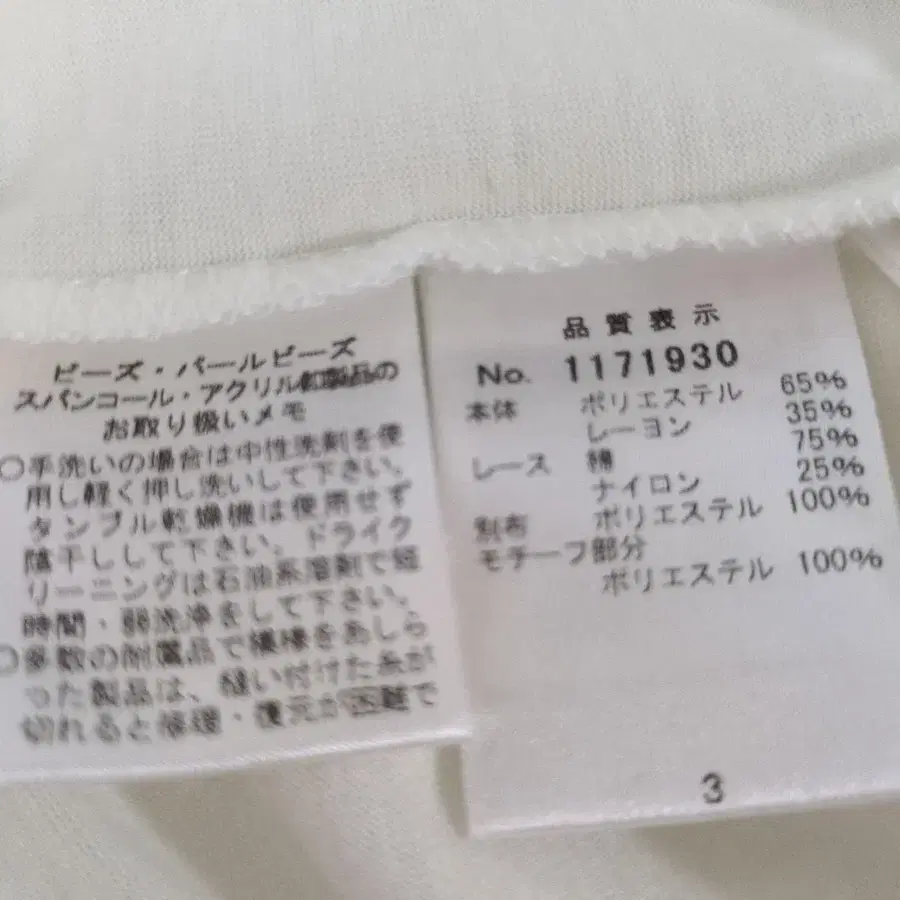 ビーズ・パールビーズ
スパンコール・アクリル釦製品の
お取り扱いメモ
○手洗いの場合は中性洗剤を使
用し軽く押し洗いして下さい。
タンブル乾燥機は使用せず
陰干しして下さい。ドライク
リーニングは石油系溶剤で短
時間・弱洗浄をして下さい。
○多数の附属品で模様をあしら
った製品は、縫い付けた糸が
切れると修理・復元が困難で
品質表示
No. 1171930
本体 ポリエステル 65%
レーヨン 35%
レース 綿 75%
ナイロン 25%
別布 ポリエステル 100%
モチーフ部分
ポリエステル 100%
3